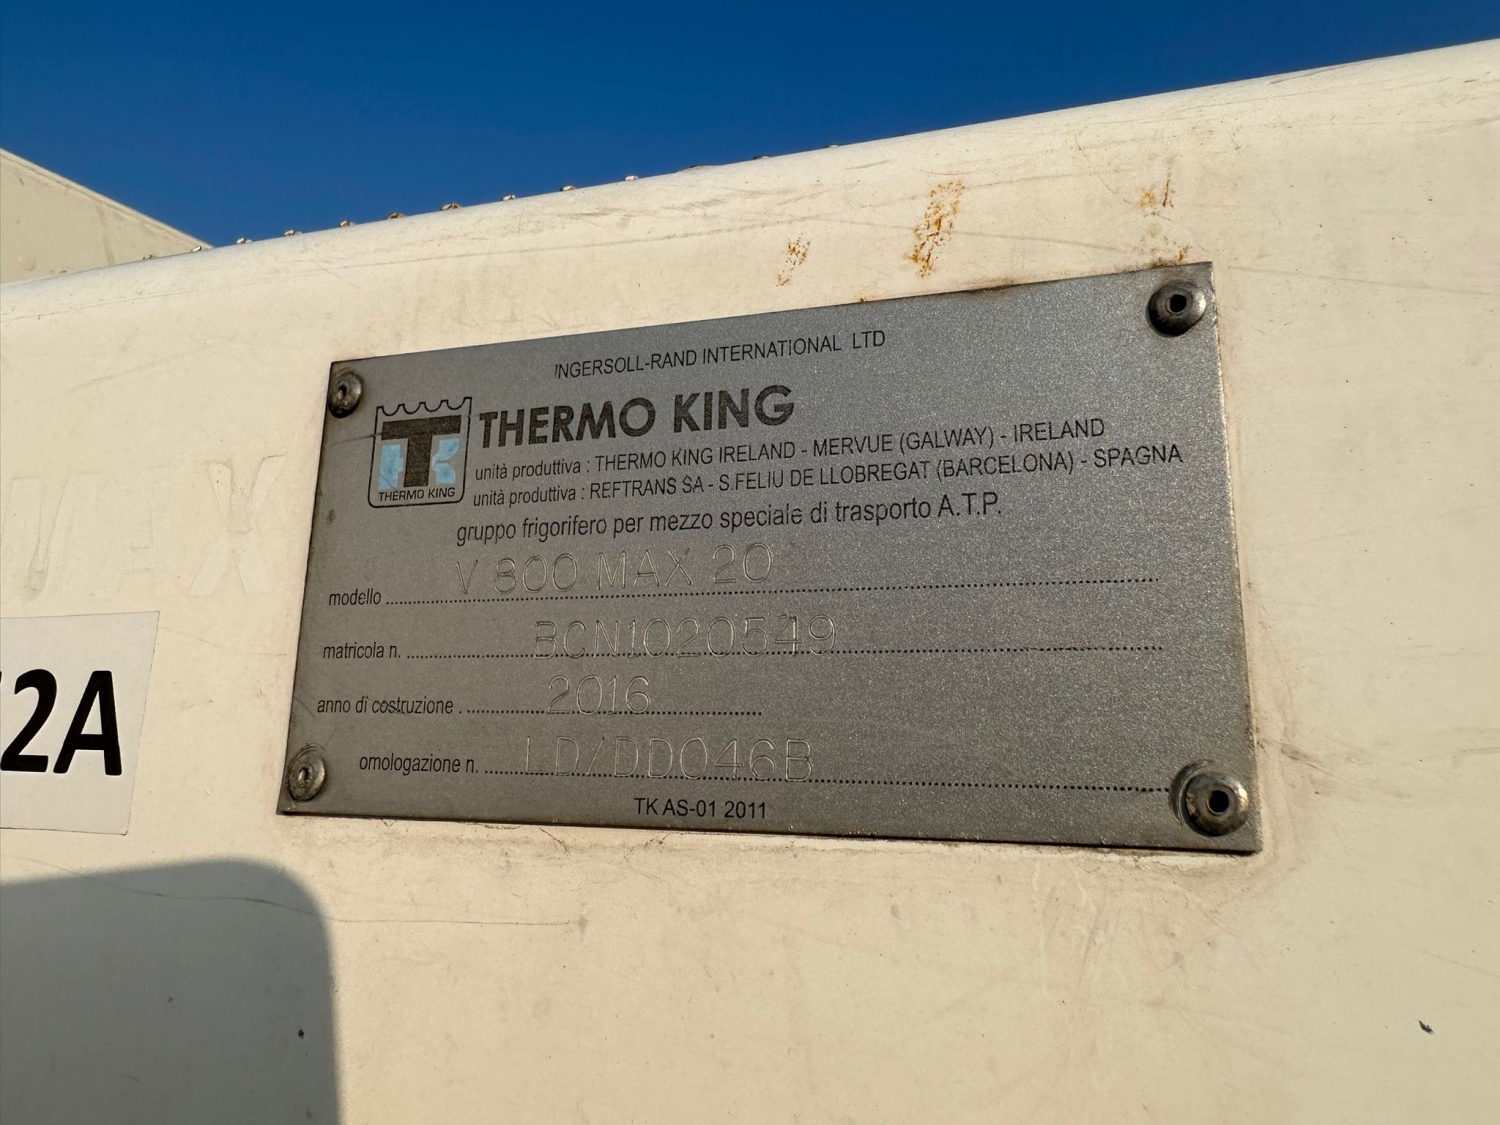 INGERSOLL-RAND INTERNATIONAL LTD
THERMO KING
THERMO KING
unità produttiva : THERMO KING IRELAND - MERVUE (GALWAY) - IRELAND
unità produttiva : REFTRANS SA - S.FELIU DE LLOBREGAT (BARCELONA) - SPAGNA
gruppo frigorifero per mezzo speciale di trasporto A.T.P.
modello V 800 MAX 20
matricola n. BCN1020549
anno di costruzione . 2016
omologazione n. LD/DD046B
TK AS-01 2011
2A